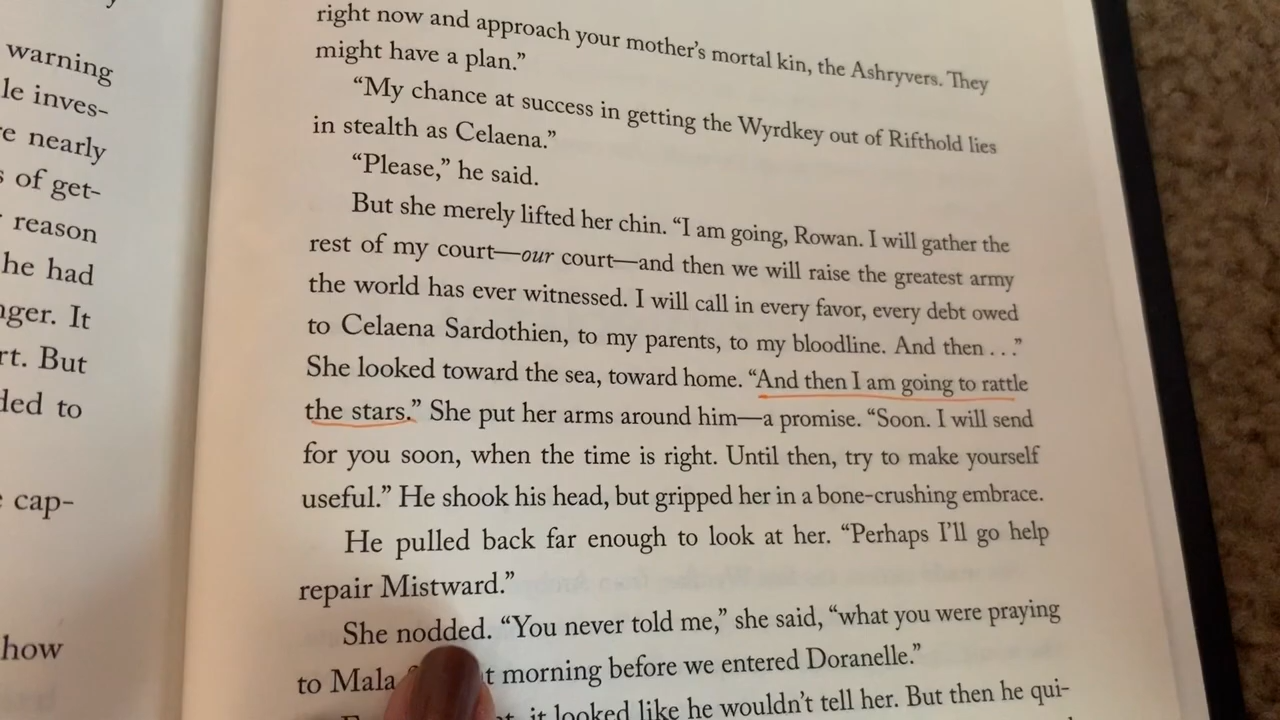 warning
le inves-
re nearly
s of get-
r reason
he had
nger. It
rt. But
ded to
cap-
how
right now and approach your mother’s mortal kin, the Ashryvers. They
might have a plan.”
“My chance at success in getting the Wyrdkey out of Rifthold lies
in stealth as Celaena.”
“Please,” he said.
But she merely lifted her chin. “I am going, Rowan. I will gather the
rest of my court—our court—and then we will raise the greatest army
the world has ever witnessed. I will call in every favor, every debt owed
to Celaena Sardothien, to my parents, to my bloodline. And then . . .”
She looked toward the sea, toward home. “And then I am going to rattle
the stars.” She put her arms around him—a promise. “Soon. I will send
for you soon, when the time is right. Until then, try to make yourself
useful.” He shook his head, but gripped her in a bone-crushing embrace.
He pulled back far enough to look at her. “Perhaps I’ll go help
repair Mistward.”
She nodded. “You never told me,” she said, “what you were praying
to Mala morning before we entered Doranelle.”
it looked like he wouldn’t tell her. But then he qui-